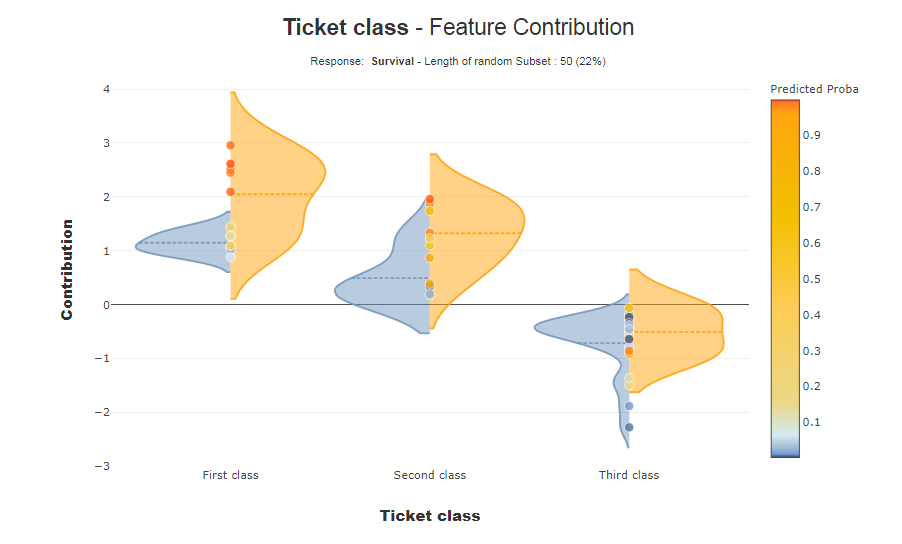 Ticket class - Feature Contribution
Response: Survival - Length of random Subset : 50 (22%)
Predicted Proba
4
3
2
1
0
−1
−2
−3
Contribution
0.9
0.8
0.7
0.6
0.5
0.4
0.3
0.2
0.1
First class
Second class
Third class
Ticket class